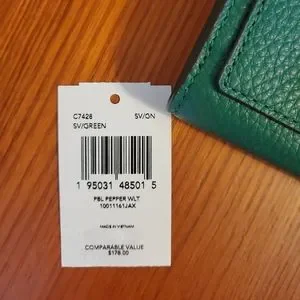 C7428 SV/GN
SV/GREEN
1 95031 48501 5
PBL PEPPER WLT
10011161JAX
MADE IN VIETNAM
COMPARABLE VALUE
$178.00